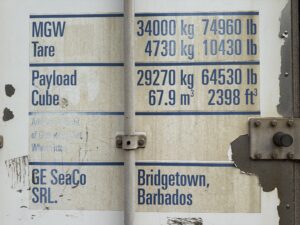 MGW 34000 kg 74960 lb
Tare 4730 kg 10430 lb
Payload 29270 kg 64530 lb
Cube 67.9 m³ 2398 ft³
GE SeaCo Bridgetown,
SRL. Barbados